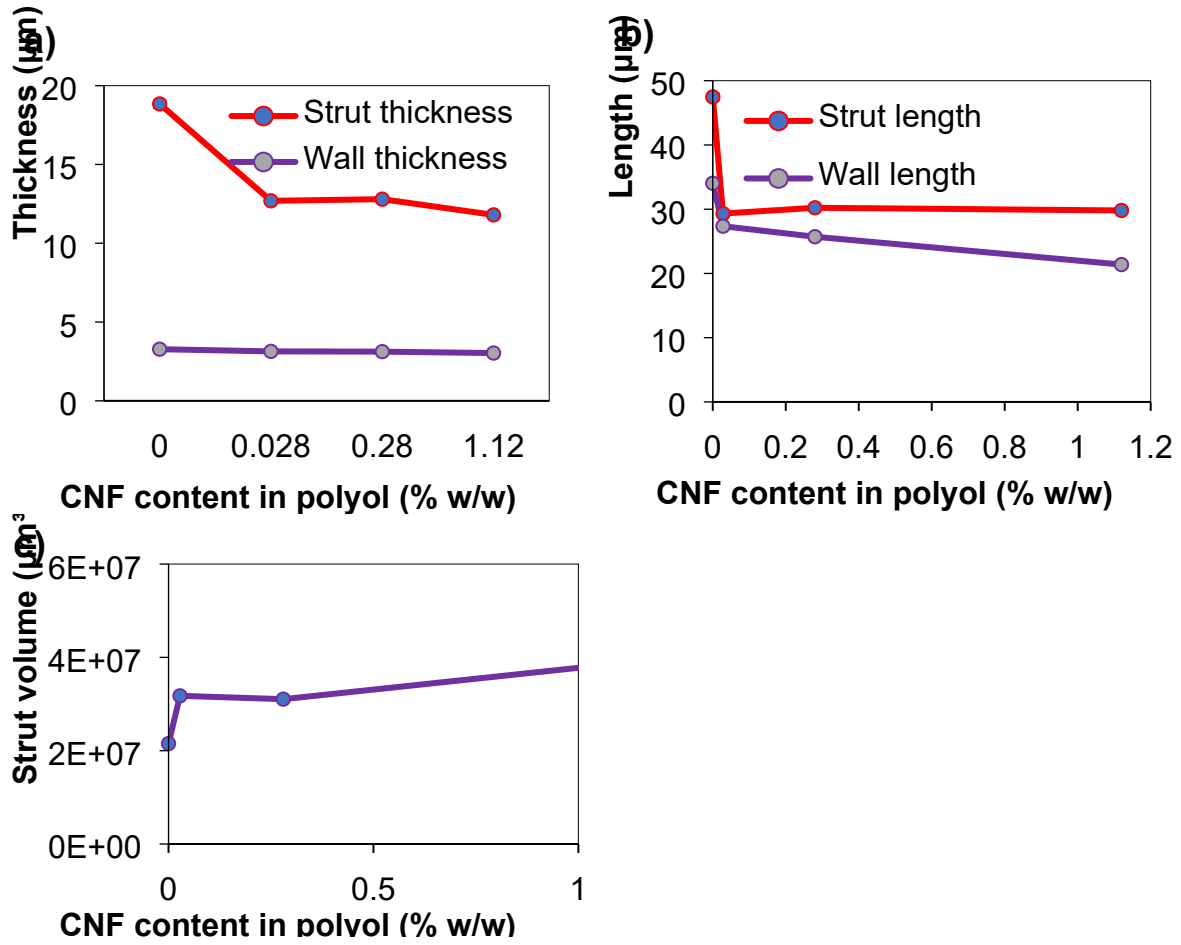 a)
Thickness (µm)
20
15
10
5
0
Strut thickness
Wall thickness
0 0.028 0.28 1.12
CNF content in polyol (% w/w)
b)
Length (µm)
50
40
30
20
10
0
Strut length
Wall length
0 0.2 0.4 0.6 0.8 1 1.2
CNF content in polyol (% w/w)
c)
Strut volume (µm³
6E+07
4E+07
2E+07
0E+00
0 0.5 1
CNF content in polyol (% w/w)